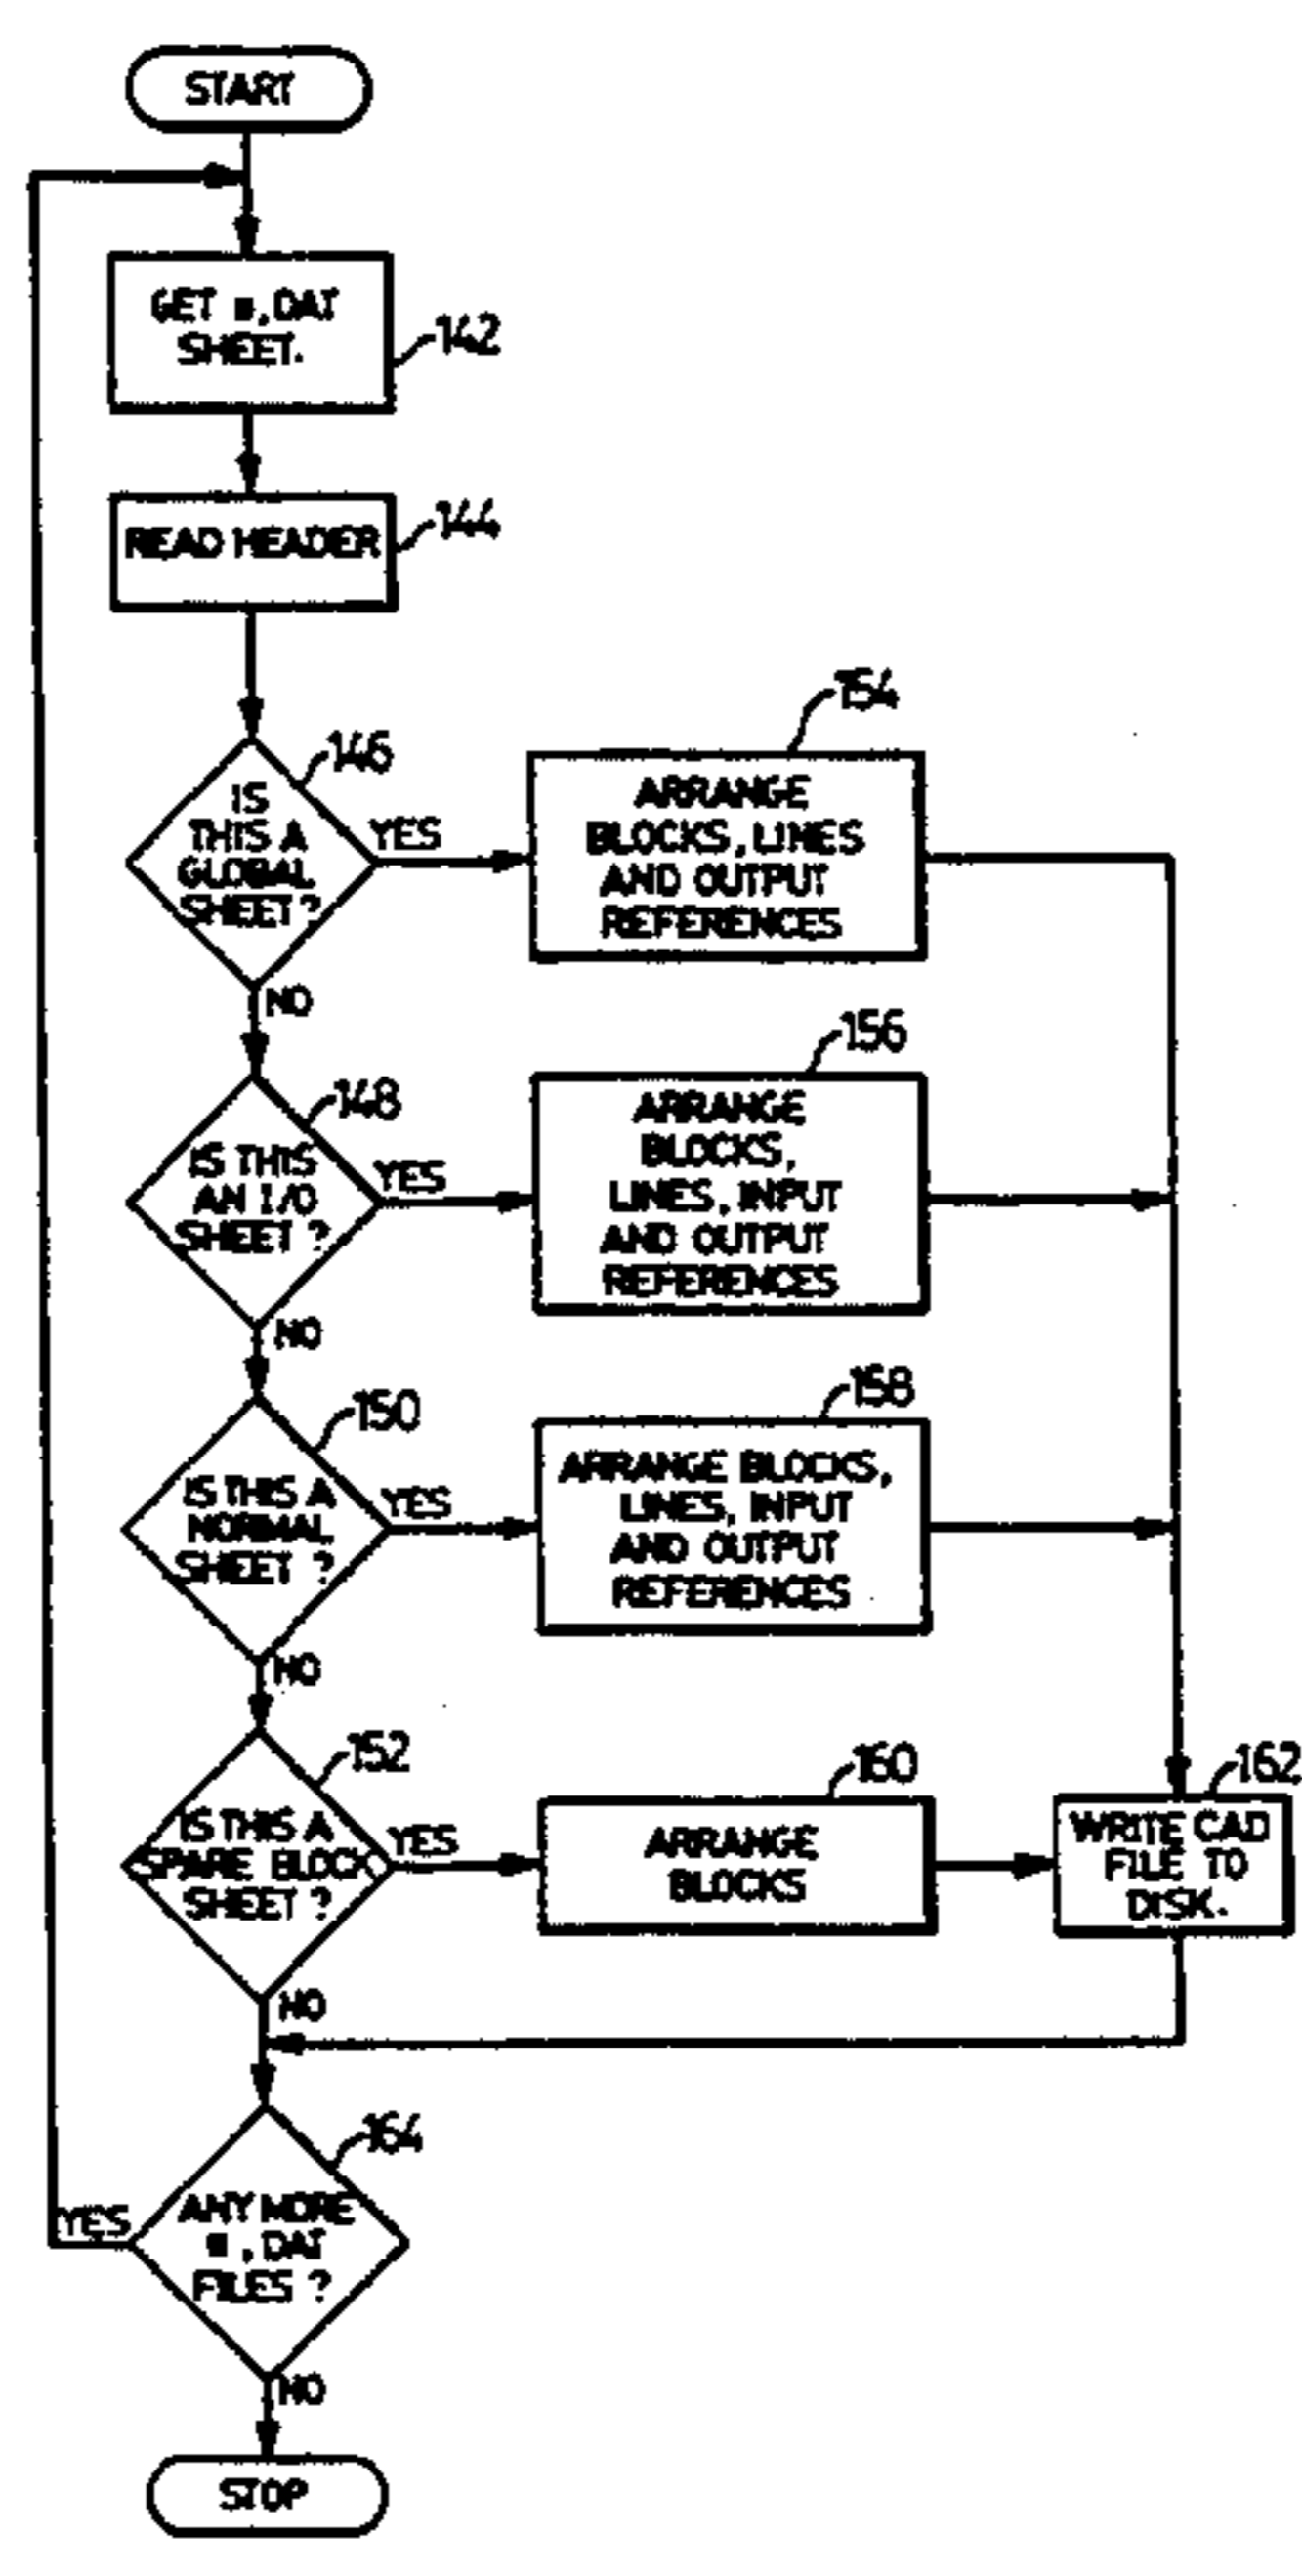 START
GET *.DAT
SHEET.
142
READ HEADER
144
146
IS
THIS A
GLOBAL
SHEET?
YES
NO
154
ARRANGE
BLOCKS, LINES
AND OUTPUT
REFERENCES
148
IS THIS
AN I/O
SHEET?
YES
NO
156
ARRANGE
BLOCKS,
LINES, INPUT
AND OUTPUT
REFERENCES
150
IS THIS A
NORMAL
SHEET?
YES
NO
158
ARRANGE BLOCKS,
LINES, INPUT
AND OUTPUT
REFERENCES
152
IS THIS A
SPARE BLOCK
SHEET?
YES
NO
160
ARRANGE
BLOCKS
162
WRITE CAD
FILE TO
DISK.
164
ANY MORE
*.DAT
FILES?
YES
NO
STOP